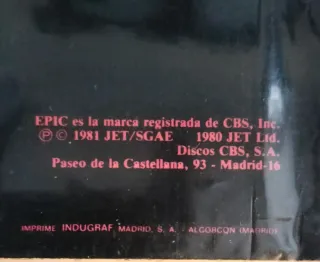 EPIC es la marca registrada de CBS, Inc.
Ⓟ © 1981 JET/SGAE 1980 JET Ltd.
Discos CBS, S.A.
Paseo de la Castellana, 93 - Madrid-16
IMPRIME INDUGRAF MADRID, S. A. - ALCORCON (MADRID)